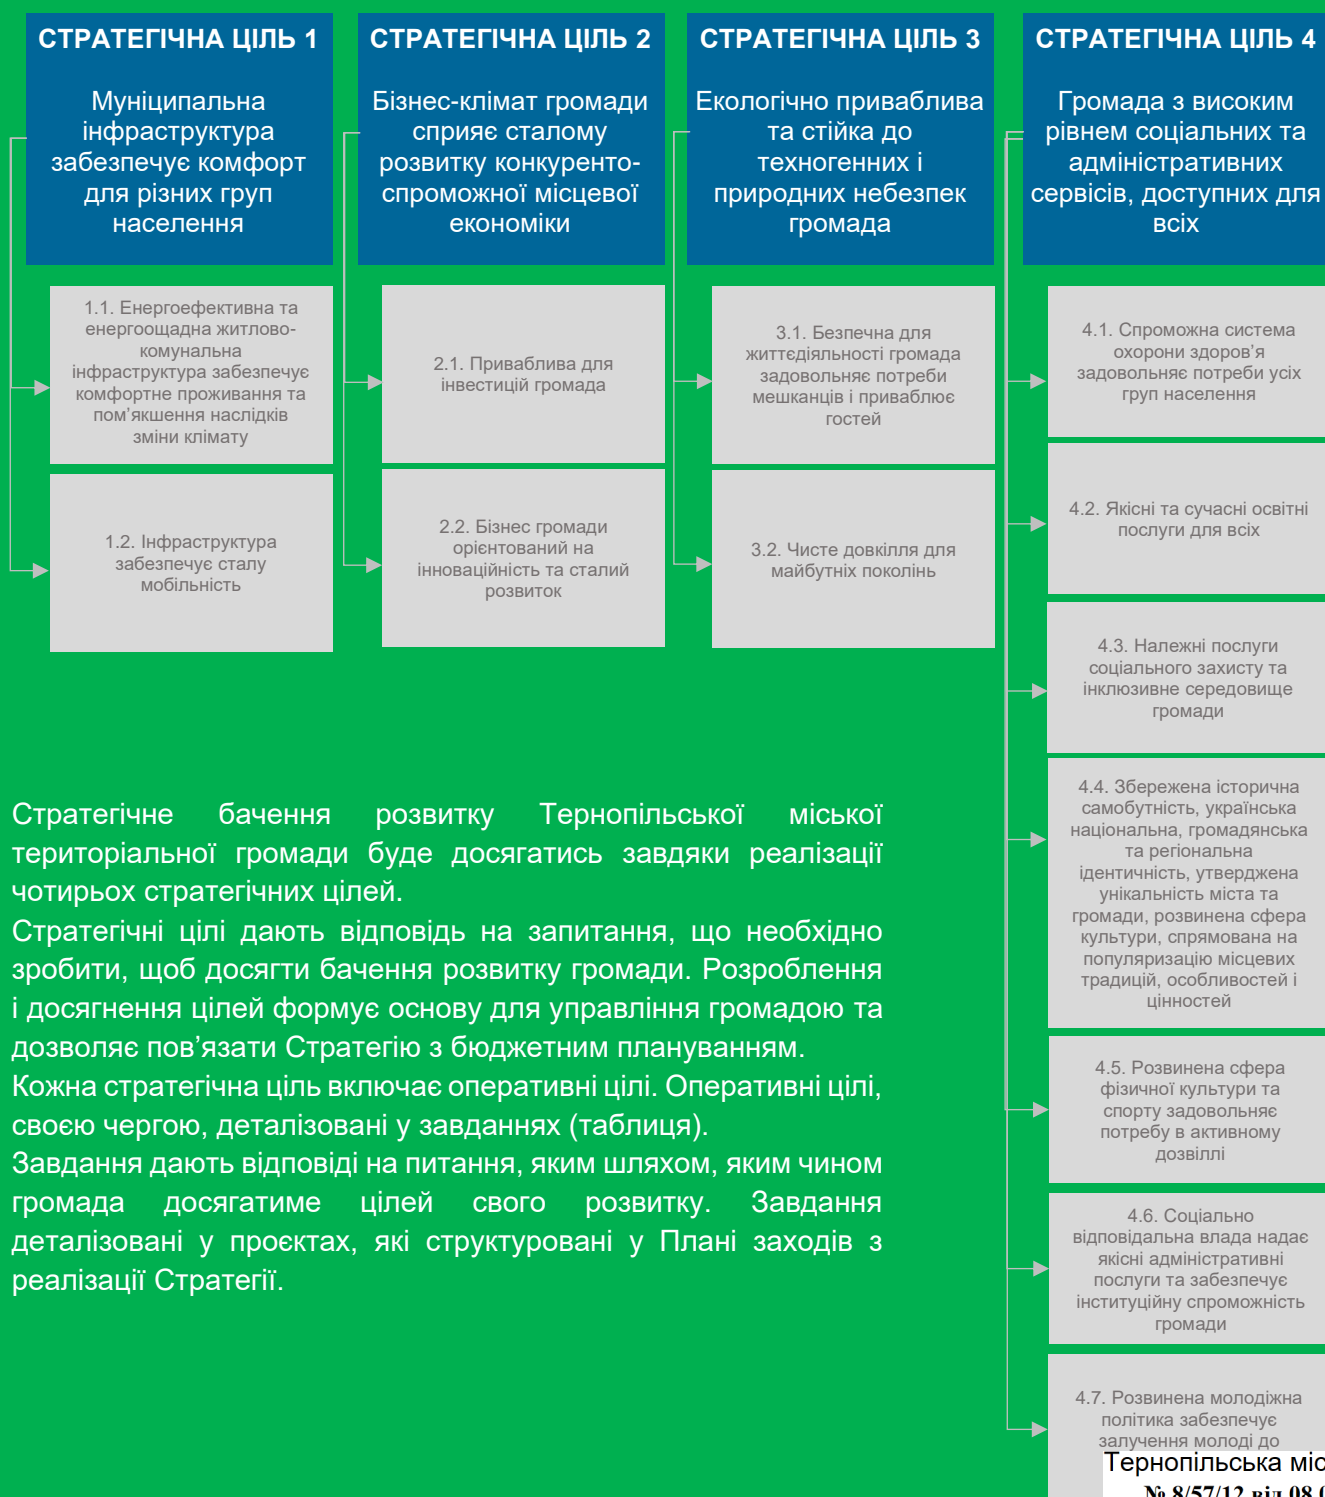 СТРАТЕГІЧНА ЦІЛЬ 1
Муніципальна
інфраструктура
забезпечує комфорт
для різних груп
населення
1.1. Енергоефективна та
енергоощадна житлово-
комунальна
інфраструктура забезпечує
комфортне проживання та
пом’якшення наслідків
зміни клімату
1.2. Інфраструктура
забезпечує сталу
мобільність
СТРАТЕГІЧНА ЦІЛЬ 2
Бізнес-клімат громади
сприяє сталому
розвитку конкуренто-
спроможної місцевої
економіки
2.1. Приваблива для
інвестицій громада
2.2. Бізнес громади
орієнтований на
інноваційність та сталий
розвиток
СТРАТЕГІЧНА ЦІЛЬ 3
Екологічно приваблива
та стійка до
техногенних і
природних небезпек
громада
3.1. Безпечна для
життєдіяльності громада
задовольняє потреби
мешканців і приваблює
гостей
3.2. Чисте довкілля для
майбутніх поколінь
СТРАТЕГІЧНА ЦІЛЬ 4
Громада з високим
рівнем соціальних та
адміністративних
сервісів, доступних для
всіх
4.1. Спроможна система
охорони здоров’я
задовольняє потреби усіх
груп населення
4.2. Якісні та сучасні освітні
послуги для всіх
4.3. Належні послуги
соціального захисту та
інклюзивне середовище
громади
4.4. Збережена історична
самобутність, українська
національна, громадянська
та регіональна
ідентичність, утверджена
унікальність міста та
громади, розвинена сфера
культури, спрямована на
популяризацію місцевих
традицій, особливостей і
цінностей
4.5. Розвинена сфера
фізичної культури та
спорту задовольняє
потребу в активному
дозвіллі
4.6. Соціально
відповідальна влада надає
якісні адміністративні
послуги та забезпечує
інституційну спроможність
громади
4.7. Розвинена молодіжна
політика забезпечує
залучення молоді до
Стратегічне бачення розвитку Тернопільської міської
територіальної громади буде досягатись завдяки реалізації
чотирьох стратегічних цілей.
Стратегічні цілі дають відповідь на запитання, що необхідно
зробити, щоб досягти бачення розвитку громади. Розроблення
і досягнення цілей формує основу для управління громадою та
дозволяє пов’язати Стратегію з бюджетним плануванням.
Кожна стратегічна ціль включає оперативні цілі. Оперативні цілі,
своєю чергою, деталізовані у завданнях (таблиця).
Завдання дають відповіді на питання, яким шляхом, яким чином
громада досягатиме цілей свого розвитку. Завдання
деталізовані у проєктах, які структуровані у Плані заходів з
реалізації Стратегії.
Тернопільська міс
№ 8/57/12 від 08.0